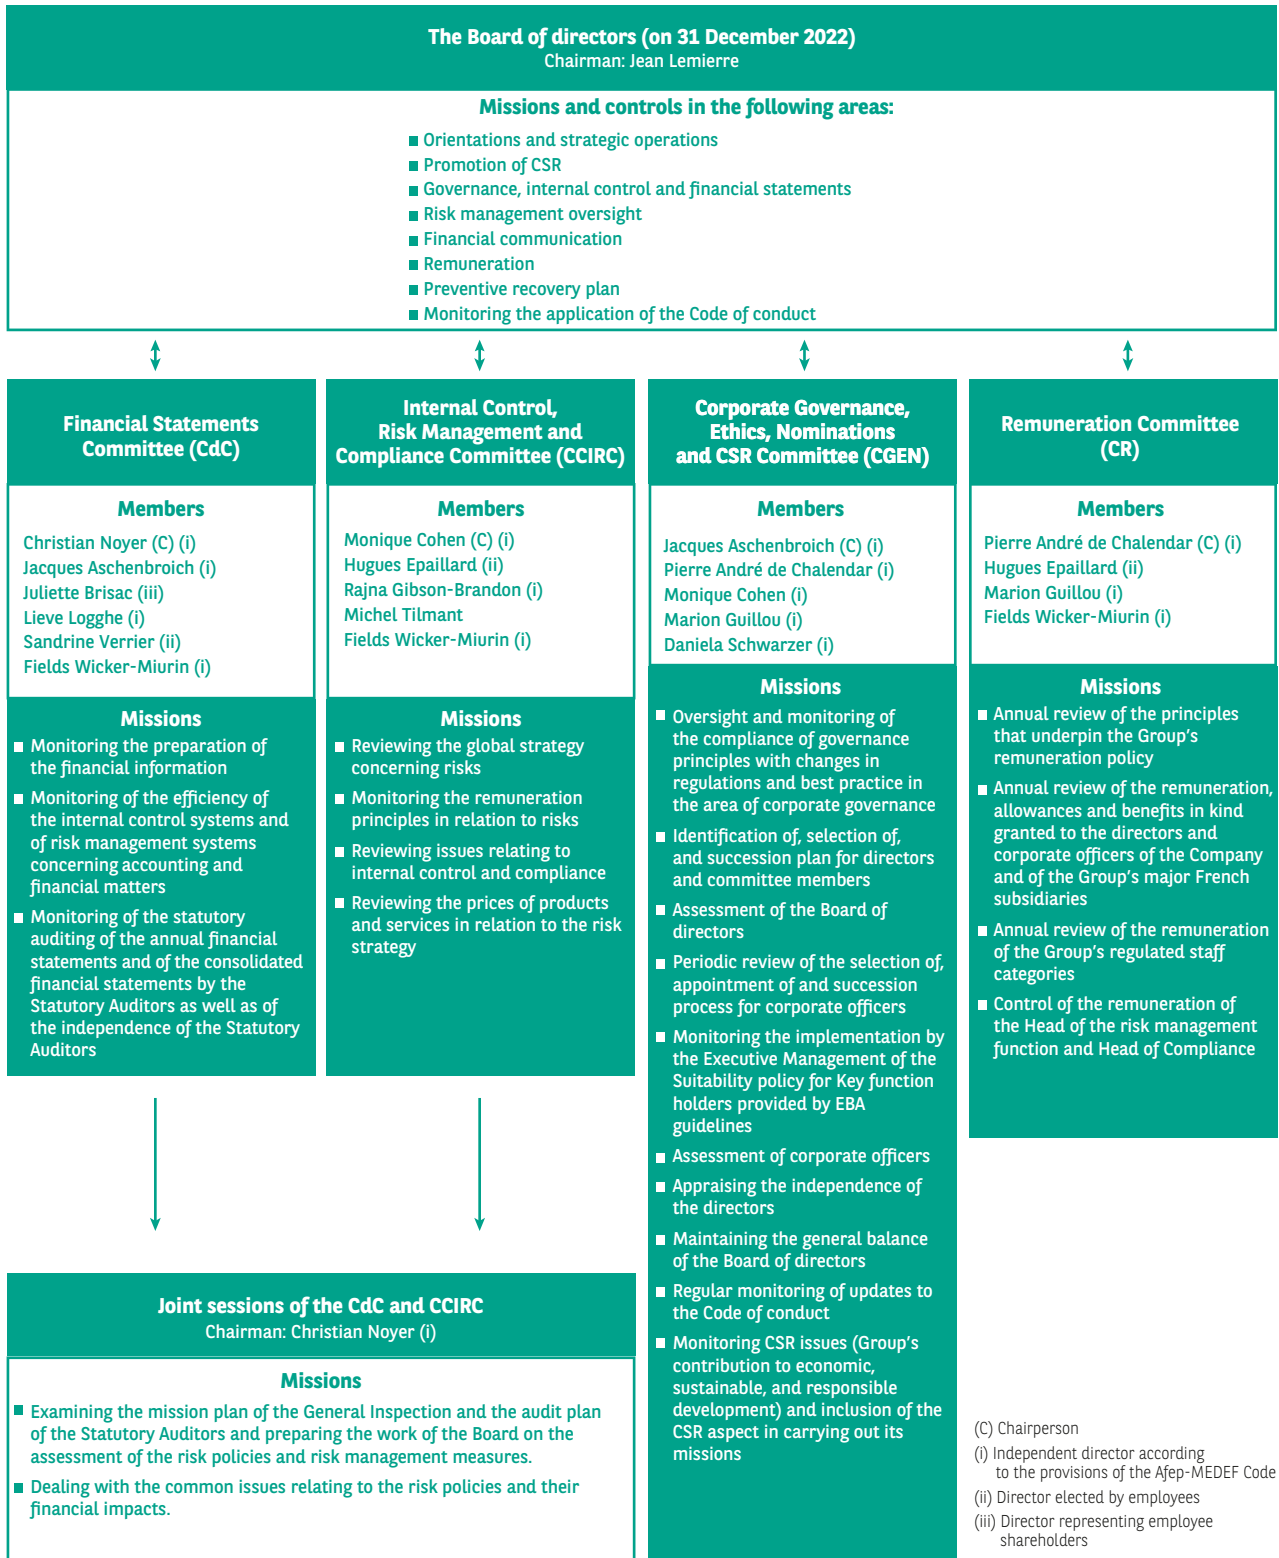 The Board of directors (on 31 December 2022)
Chairman: Jean Lemierre
Missions and controls in the following areas:
Orientations and strategic operations
Promotion of CSR
Governance, internal control and financial statements
Risk management oversight
Financial communication
Remuneration
Preventive recovery plan
Monitoring the application of the Code of conduct
Financial Statements
Committee (CdC)
Members
Christian Noyer (C) (i)
Jacques Aschenbroich (i)
Juliette Brisac (iii)
Lieve Logghe (i)
Sandrine Verrier (ii)
Fields Wicker-Miurin (i)
Missions
Monitoring the preparation of
the financial information
Monitoring of the efficiency of
the internal control systems and
of risk management systems
concerning accounting and
financial matters
Monitoring of the statutory
auditing of the annual financial
statements and of the consolidated
financial statements by the
Statutory Auditors as well as of
the independence of the Statutory
Auditors
Internal Control,
Risk Management and
Compliance Committee (CCIRC)
Members
Monique Cohen (C) (i)
Hugues Epaillard (ii)
Rajna Gibson-Brandon (i)
Michel Tilmant
Fields Wicker-Miurin (i)
Missions
Reviewing the global strategy
concerning risks
Monitoring the remuneration
principles in relation to risks
Reviewing issues relating to
internal control and compliance
Reviewing the prices of products
and services in relation to the risk
strategy
Corporate Governance,
Ethics, Nominations
and CSR Committee (CGEN)
Members
Jacques Aschenbroich (C) (i)
Pierre André de Chalendar (i)
Monique Cohen (i)
Marion Guillou (i)
Daniela Schwarzer (i)
Missions
Oversight and monitoring of
the compliance of governance
principles with changes in
regulations and best practice in
the area of corporate governance
Identification of, selection of,
and succession plan for directors
and committee members
Assessment of the Board of
directors
Periodic review of the selection of,
appointment of and succession
process for corporate officers
Monitoring the implementation by
the Executive Management of the
Suitability policy for Key function
holders provided by EBA
guidelines
Assessment of corporate officers
Appraising the independence of
the directors
Maintaining the general balance
of the Board of directors
Regular monitoring of updates to
the Code of conduct
Monitoring CSR issues (Group's
contribution to economic,
sustainable, and responsible
development) and inclusion of the
CSR aspect in carrying out its
missions
Remuneration Committee
(CR)
Members
Pierre André de Chalendar (C) (i)
Hugues Epaillard (ii)
Marion Guillou (i)
Fields Wicker-Miurin (i)
Missions
Annual review of the principles
that underpin the Group's
remuneration policy
Annual review of the remuneration,
allowances and benefits in kind
granted to the directors and
corporate officers of the Company
and of the Group's major French
subsidiaries
Annual review of the remuneration
of the Group's regulated staff
categories
Control of the remuneration of
the Head of the risk management
function and Head of Compliance
Joint sessions of the CdC and CCIRC
Chairman: Christian Noyer (i)
Missions
Examining the mission plan of the General Inspection and the audit plan
of the Statutory Auditors and preparing the work of the Board on the
assessment of the risk policies and risk management measures.
Dealing with the common issues relating to the risk policies and their
financial impacts.
(C) Chairperson
(i) Independent director according
to the provisions of the Afep-MEDEF Code
(ii) Director elected by employees
(iii) Director representing employee
shareholders